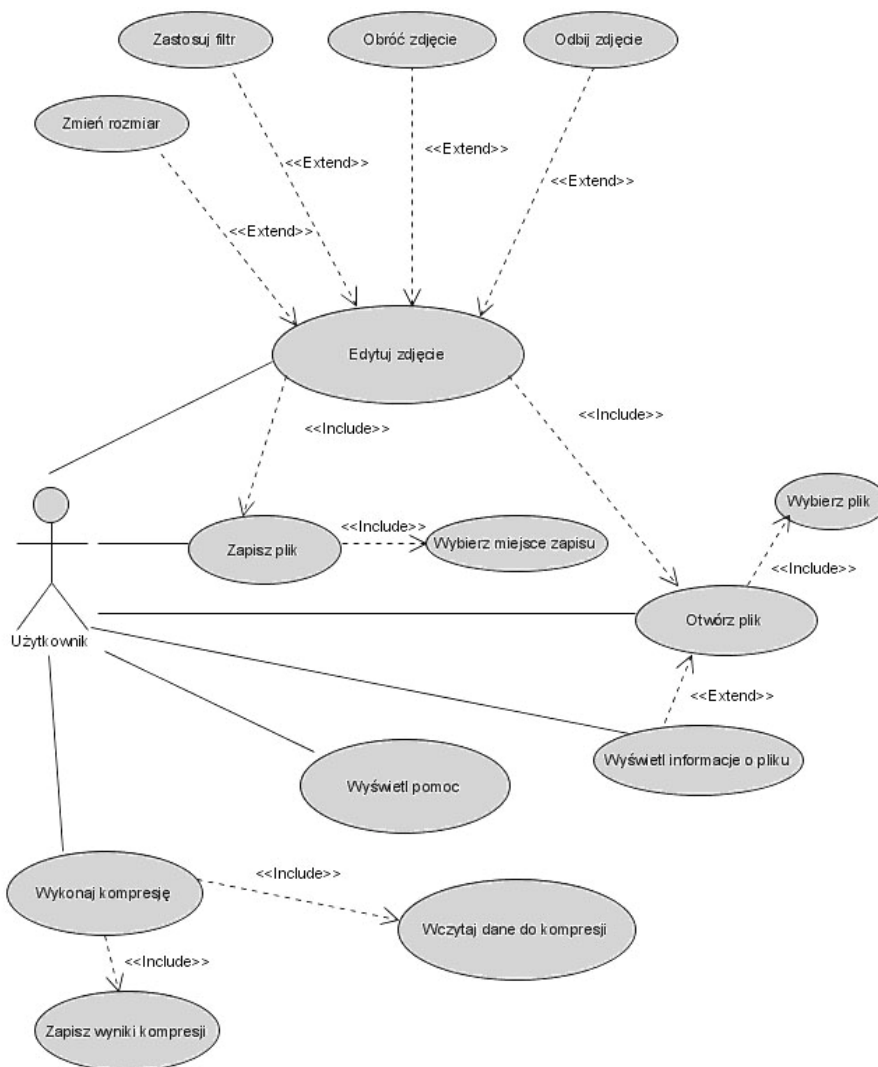 Zastosuj filtr
Obróć zdjęcie
Odbij zdjęcie
Zmień rozmiar
<<Extend>>
<<Extend>>
<<Extend>>
<<Extend>>
Edytuj zdjęcie
<<Include>>
<<Include>>
Wybierz plik
<<Include>>
Zapisz plik
Wybierz miejsce zapisu
<<Include>>
Otwórz plik
Użytkownik
<<Extend>>
Wyświetl informacje o pliku
Wyświetl pomoc
<<Include>>
Wykonaj kompresję
Wczytaj dane do kompresji
<<Include>>
Zapisz wyniki kompresji